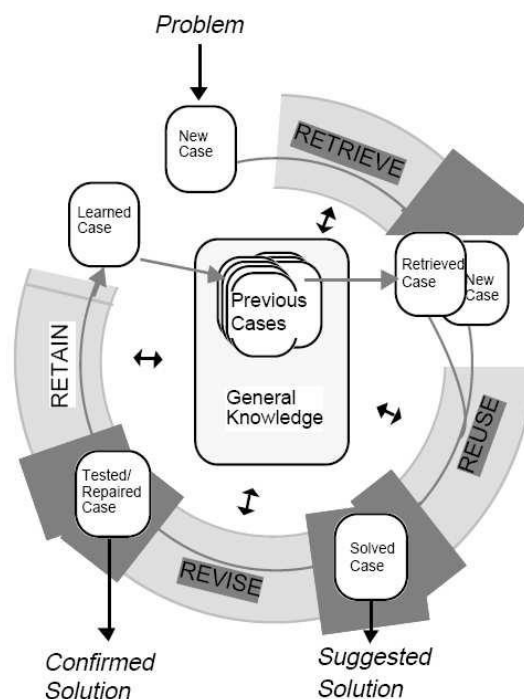 Problem
New
Case
RETRIEVE
Learned
Case
Retrieved
Case
New
Case
Previous
Cases
General
Knowledge
RETAIN
REUSE
Tested/
Repaired
Case
Solved
Case
REVISE
Confirmed
Solution
Suggested
Solution